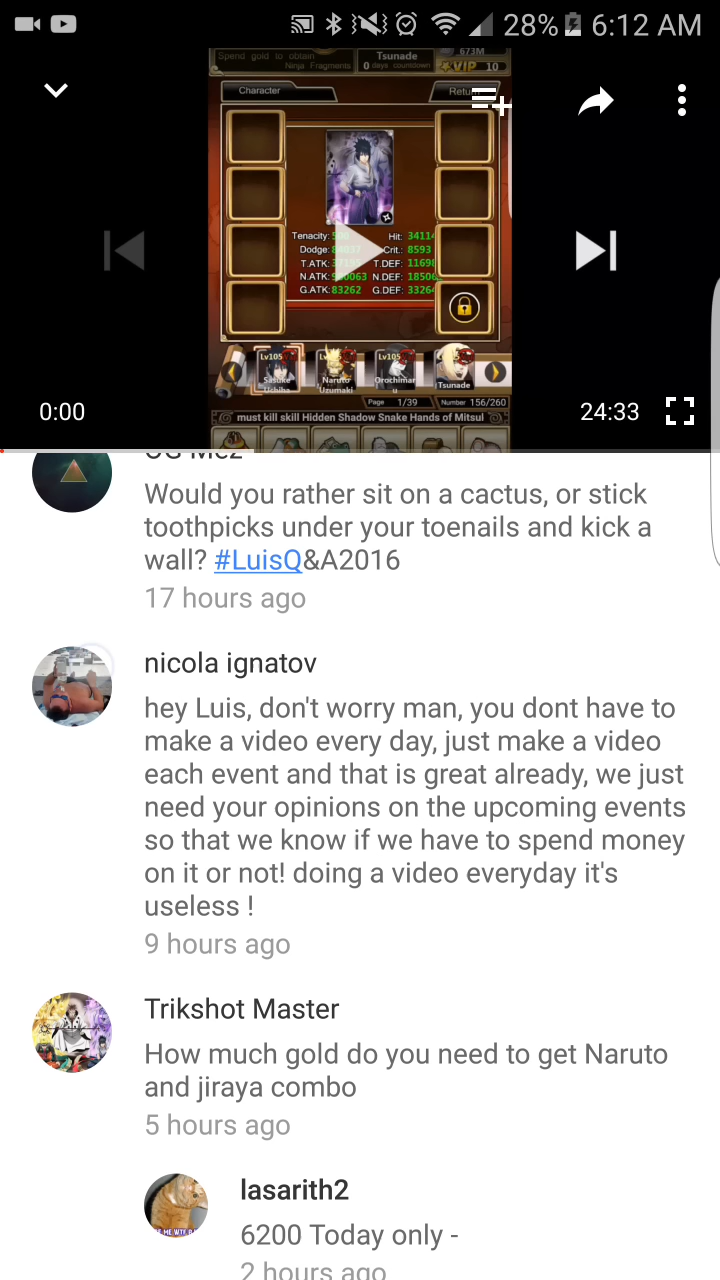 28% 6:12 AM
Spend gold to obtain
Ninja Fragments
Tsunade
0 days countdown
673M
VIP 10
Character
Tenacity:
Hit: 34114
Dodge:
Crit.: 8593
T.ATK:
T.DEF: 11698
N.ATK:
N.DEF: 18506
G.ATK: 83262
G.DEF: 33264
Lv105
Sasuke
Uchiha
Naruto
Uzumaki
Lv105
Orochimar
u
Tsunade
Page 1/39
Number 156/260
must kill skill Hidden Shadow Snake Hands of Mitsul
0:00
24:33
Would you rather sit on a cactus, or stick
toothpicks under your toenails and kick a
wall? #LuisQ&A2016
17 hours ago
nicola ignatov
hey Luis, don't worry man, you dont have to
make a video every day, just make a video
each event and that is great already, we just
need your opinions on the upcoming events
so that we know if we have to spend money
on it or not! doing a video everyday it's
useless !
9 hours ago
Trikshot Master
How much gold do you need to get Naruto
and jiraya combo
5 hours ago
lasarith2
6200 Today only -
2 hours ago